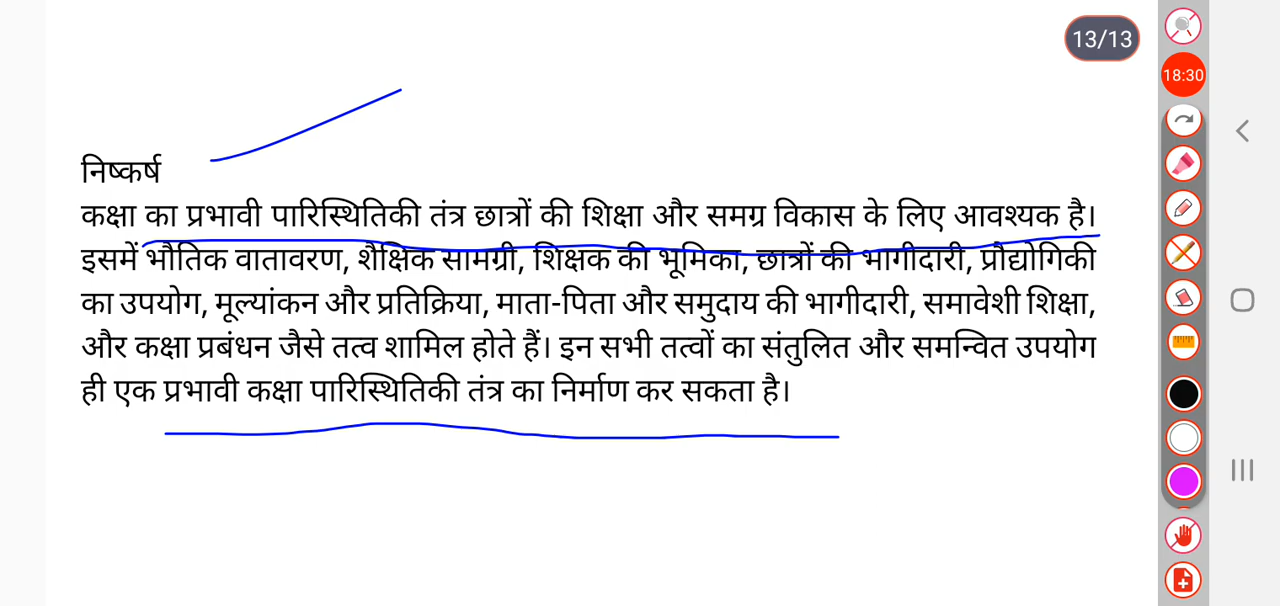 13/13
18:30
निष्कर्ष
कक्षा का प्रभावी पारिस्थितिकी तंत्र छात्रों की शिक्षा और समग्र विकास के लिए आवश्यक है।
इसमें भौतिक वातावरण, शैक्षिक सामग्री, शिक्षक की भूमिका, छात्रों की भागीदारी, प्रौद्योगिकी
का उपयोग, मूल्यांकन और प्रतिक्रिया, माता-पिता और समुदाय की भागीदारी, समावेशी शिक्षा,
और कक्षा प्रबंधन जैसे तत्व शामिल होते हैं। इन सभी तत्वों का संतुलित और समन्वित उपयोग
ही एक प्रभावी कक्षा पारिस्थितिकी तंत्र का निर्माण कर सकता है।